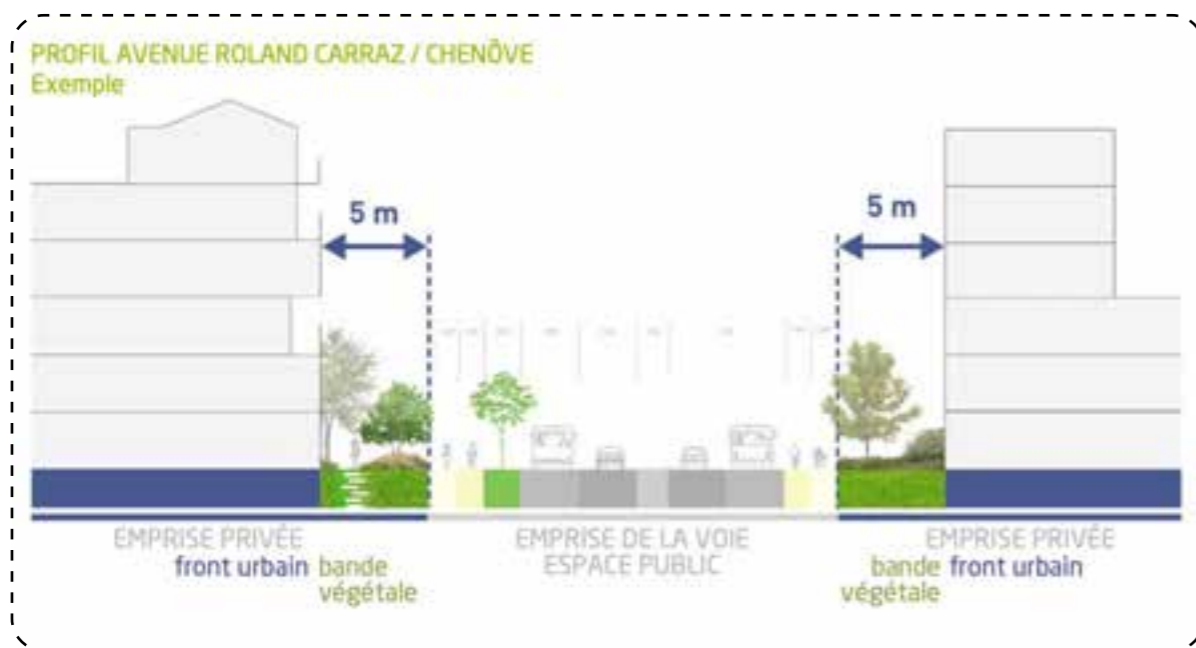 PROFIL AVENUE ROLAND CARRAZ / CHENÔVE
Exemple
5 m
5 m
EMPRISE PRIVÉE
front urbain
bande
végétale
EMPRISE DE LA VOIE
ESPACE PUBLIC
EMPRISE PRIVÉE
bande
végétale
front urbain